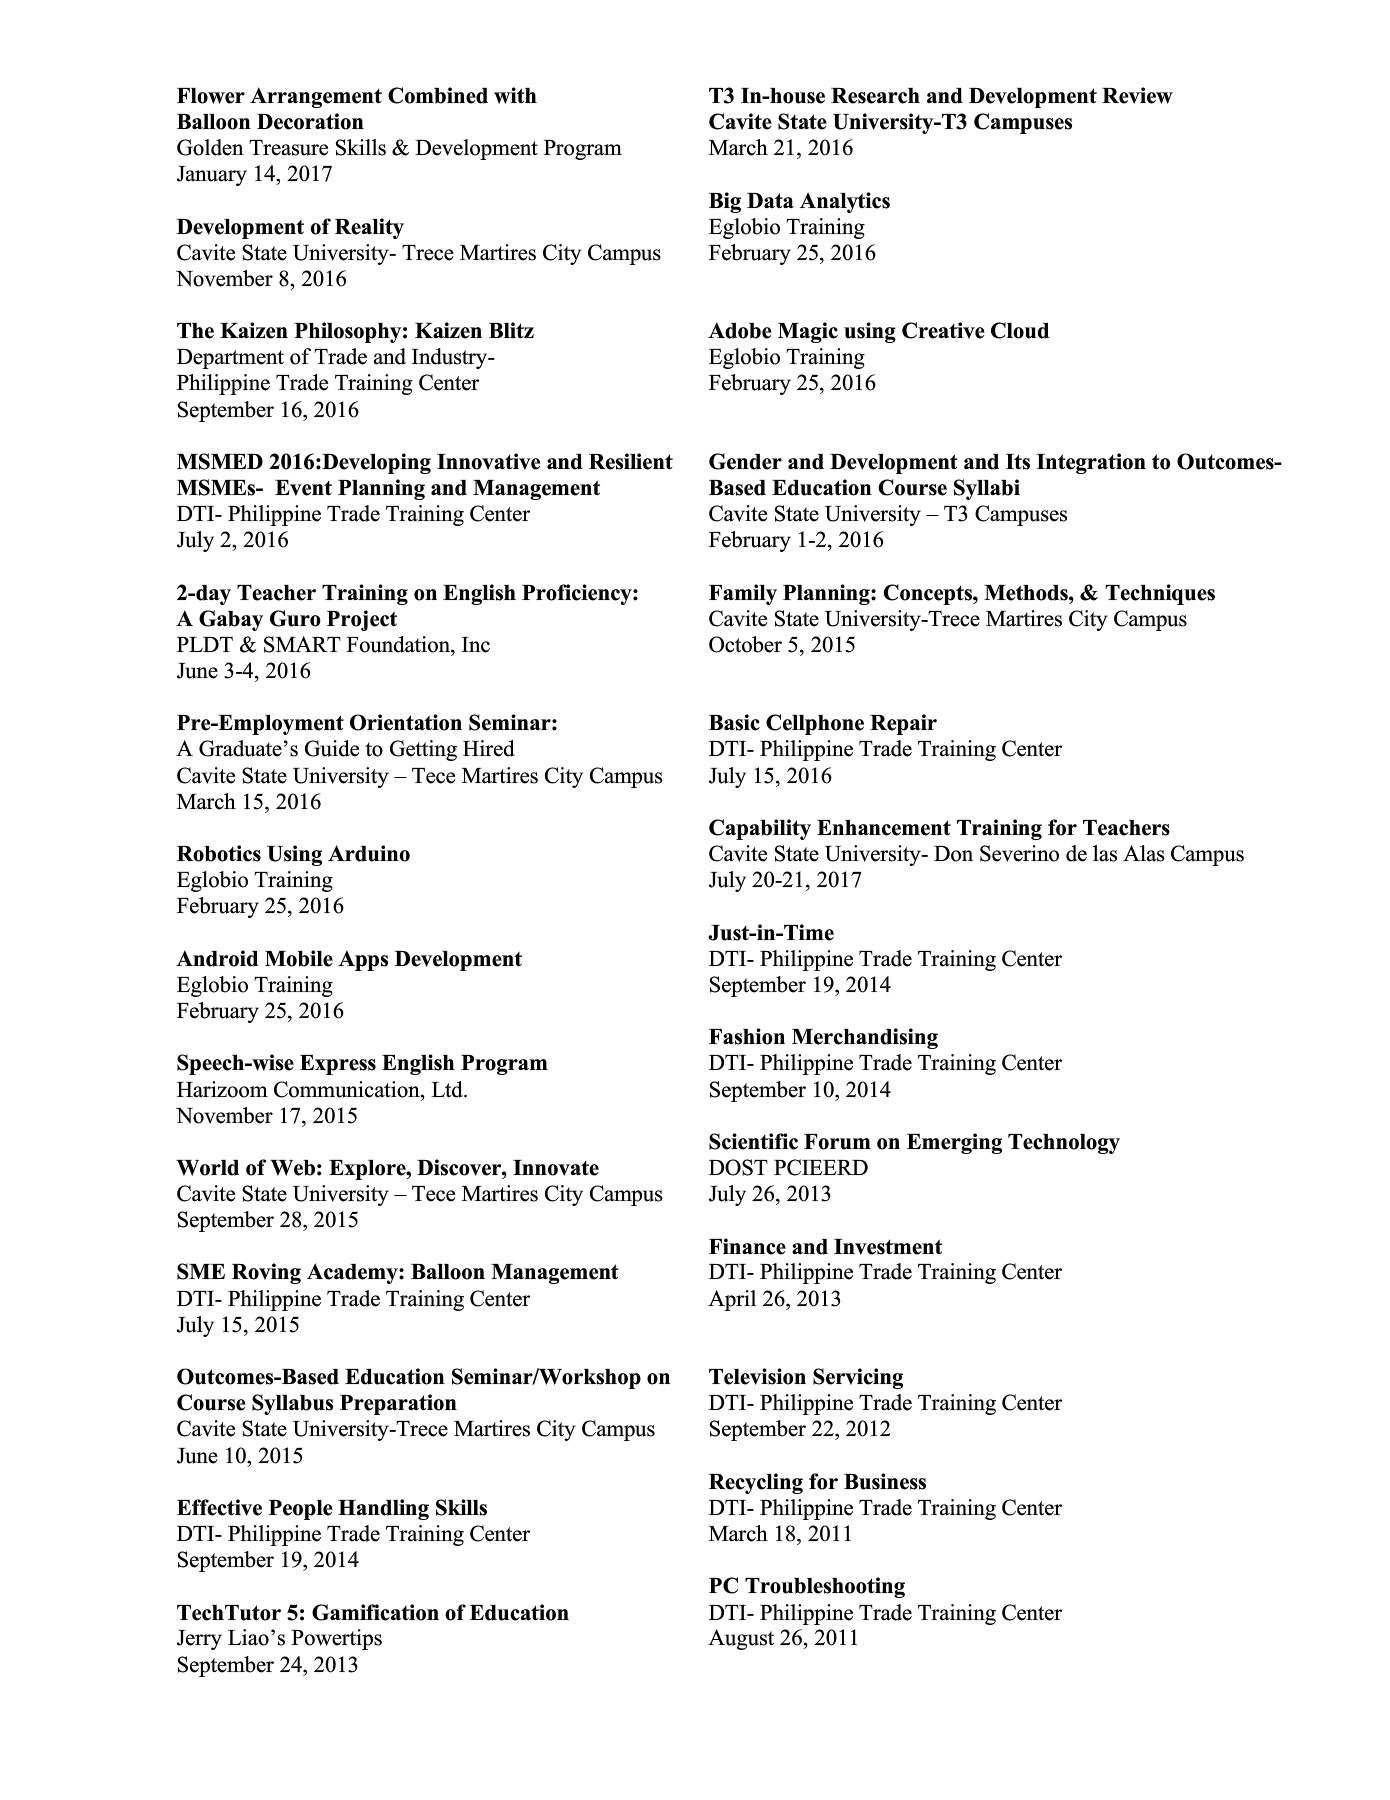 Flower Arrangement Combined with
Balloon Decoration
Golden Treasure Skills & Development Program
January 14, 2017
Development of Reality
Cavite State University- Trece Martires City Campus
November 8, 2016
The Kaizen Philosophy: Kaizen Blitz
Department of Trade and Industry-
Philippine Trade Training Center
September 16, 2016
MSMED 2016:Developing Innovative and Resilient
MSMEs-  Event Planning and Management
DTI- Philippine Trade Training Center
July 2, 2016
2-day Teacher Training on English Proficiency:
A Gabay Guro Project
PLDT & SMART Foundation, Inc
June 3-4, 2016
Pre-Employment Orientation Seminar:
A Graduate’s Guide to Getting Hired
Cavite State University – Tece Martires City Campus
March 15, 2016
Robotics Using Arduino
Eglobio Training
February 25, 2016
Android Mobile Apps Development
Eglobio Training
February 25, 2016
Speech-wise Express English Program
Harizoom Communication, Ltd.
November 17, 2015
World of Web: Explore, Discover, Innovate
Cavite State University – Tece Martires City Campus
September 28, 2015
SME Roving Academy: Balloon Management
DTI- Philippine Trade Training Center
July 15, 2015
Outcomes-Based Education Seminar/Workshop on
Course Syllabus Preparation
Cavite State University-Trece Martires City Campus
June 10, 2015
Effective People Handling Skills
DTI- Philippine Trade Training Center
September 19, 2014
TechTutor 5: Gamification of Education
Jerry Liao’s Powertips
September 24, 2013
T3 In-house Research and Development Review
Cavite State University-T3 Campuses
March 21, 2016
Big Data Analytics
Eglobio Training
February 25, 2016
Adobe Magic using Creative Cloud
Eglobio Training
February 25, 2016
Gender and Development and Its Integration to Outcomes-
Based Education Course Syllabi
Cavite State University – T3 Campuses
February 1-2, 2016
Family Planning: Concepts, Methods, & Techniques
Cavite State University-Trece Martires City Campus
October 5, 2015
Basic Cellphone Repair
DTI- Philippine Trade Training Center
July 15, 2016
Capability Enhancement Training for Teachers
Cavite State University- Don Severino de las Alas Campus
July 20-21, 2017
Just-in-Time
DTI- Philippine Trade Training Center
September 19, 2014
Fashion Merchandising
DTI- Philippine Trade Training Center
September 10, 2014
Scientific Forum on Emerging Technology
DOST PCIEERD
July 26, 2013
Finance and Investment
DTI- Philippine Trade Training Center
April 26, 2013
Television Servicing
DTI- Philippine Trade Training Center
September 22, 2012
Recycling for Business
DTI- Philippine Trade Training Center
March 18, 2011
PC Troubleshooting
DTI- Philippine Trade Training Center
August 26, 2011